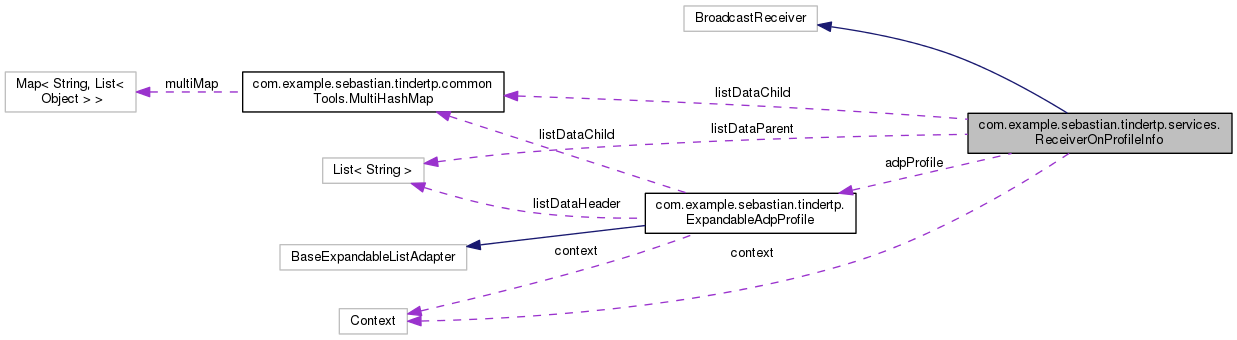 BroadcastReceiver
Map< String, List<
Object > >
multiMap
com.example.sebastian.tindertp.common
Tools.MultiHashMap
listDataChild
com.example.sebastian.tindertp.services.
ReceiverOnProfileInfo
listDataParent
listDataChild
List< String >
adpProfile
listDataHeader
com.example.sebastian.tindertp.
ExpandableAdpProfile
BaseExpandableListAdapter
context
context
Context